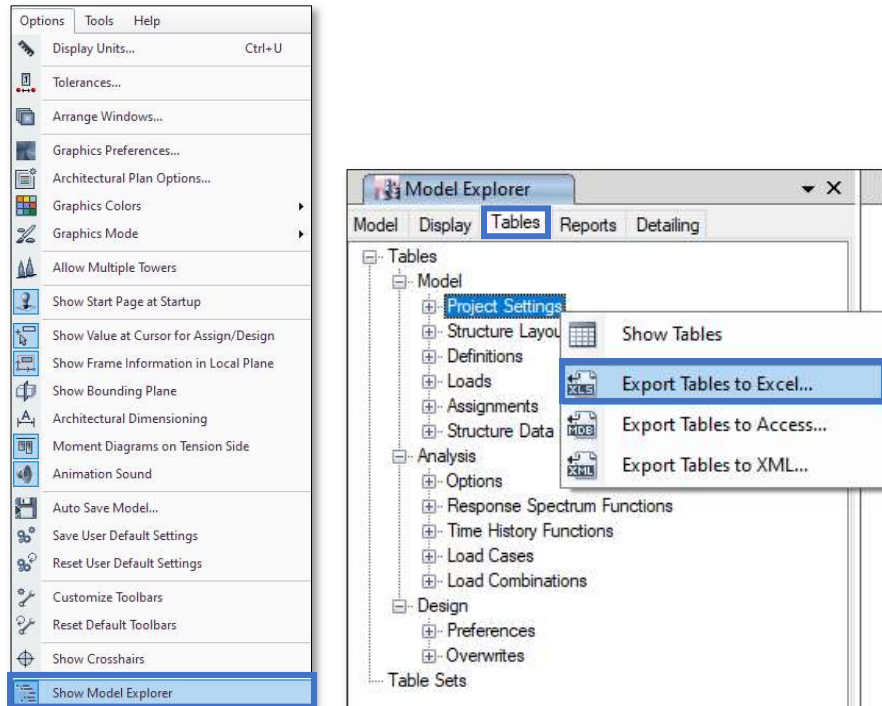 Options Tools Help
Display Units... Ctrl+U
Tolerances...
Arrange Windows...
Graphics Preferences...
Architectural Plan Options...
Graphics Colors
Graphics Mode
Allow Multiple Towers
Show Start Page at Startup
Show Value at Cursor for Assign/Design
Show Frame Information in Local Plane
Show Bounding Plane
Architectural Dimensioning
Moment Diagrams on Tension Side
Animation Sound
Auto Save Model...
Save User Default Settings
Reset User Default Settings
Customize Toolbars
Reset Default Toolbars
Show Crosshairs
Show Model Explorer
Model Explorer
Model Display Tables Reports Detailing
Tables
Model
Project Settings
Structure Layou
Definitions
Loads
Assignments
Structure Data
Analysis
Options
Response Spectrum Functions
Time History Functions
Load Cases
Load Combinations
Design
Preferences
Overwrites
Table Sets
Show Tables
XLS Export Tables to Excel...
MDB Export Tables to Access...
XML Export Tables to XML...